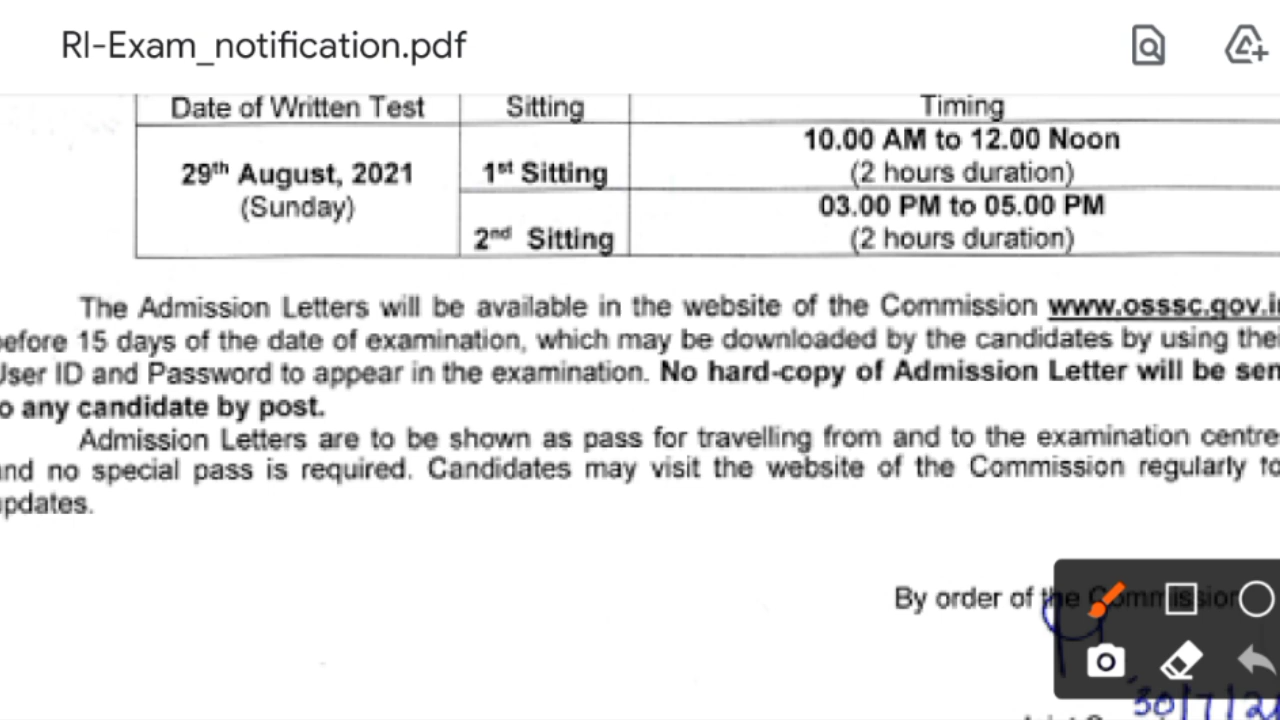 RI-Exam_notification.pdf
Date of Written Test Sitting Timing
29th August, 2021 (Sunday) 1st Sitting 10.00 AM to 12.00 Noon (2 hours duration)
2nd Sitting 03.00 PM to 05.00 PM (2 hours duration)
The Admission Letters will be available in the website of the Commission www.osssc.gov.i
efore 15 days of the date of examination, which may be downloaded by the candidates by using thei
User ID and Password to appear in the examination. No hard-copy of Admission Letter will be sen
o any candidate by post.
Admission Letters are to be shown as pass for travelling from and to the examination centre
nd no special pass is required. Candidates may visit the website of the Commission regularly fo
pdates.
By order of the Commission
30/7/2